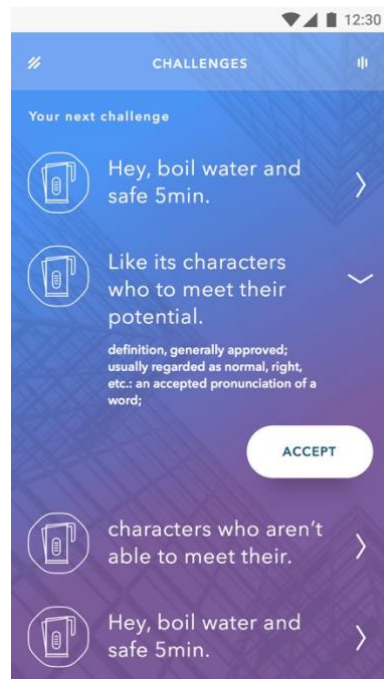 12:30
CHALLENGES
Your next challenge
Hey, boil water and
safe 5min.
Like its characters
who to meet their
potential.
definition, generally approved;
usually regarded as normal, right,
etc.: an accepted pronunciation of a
word;
ACCEPT
characters who aren’t
able to meet their.
Hey, boil water and
safe 5min.